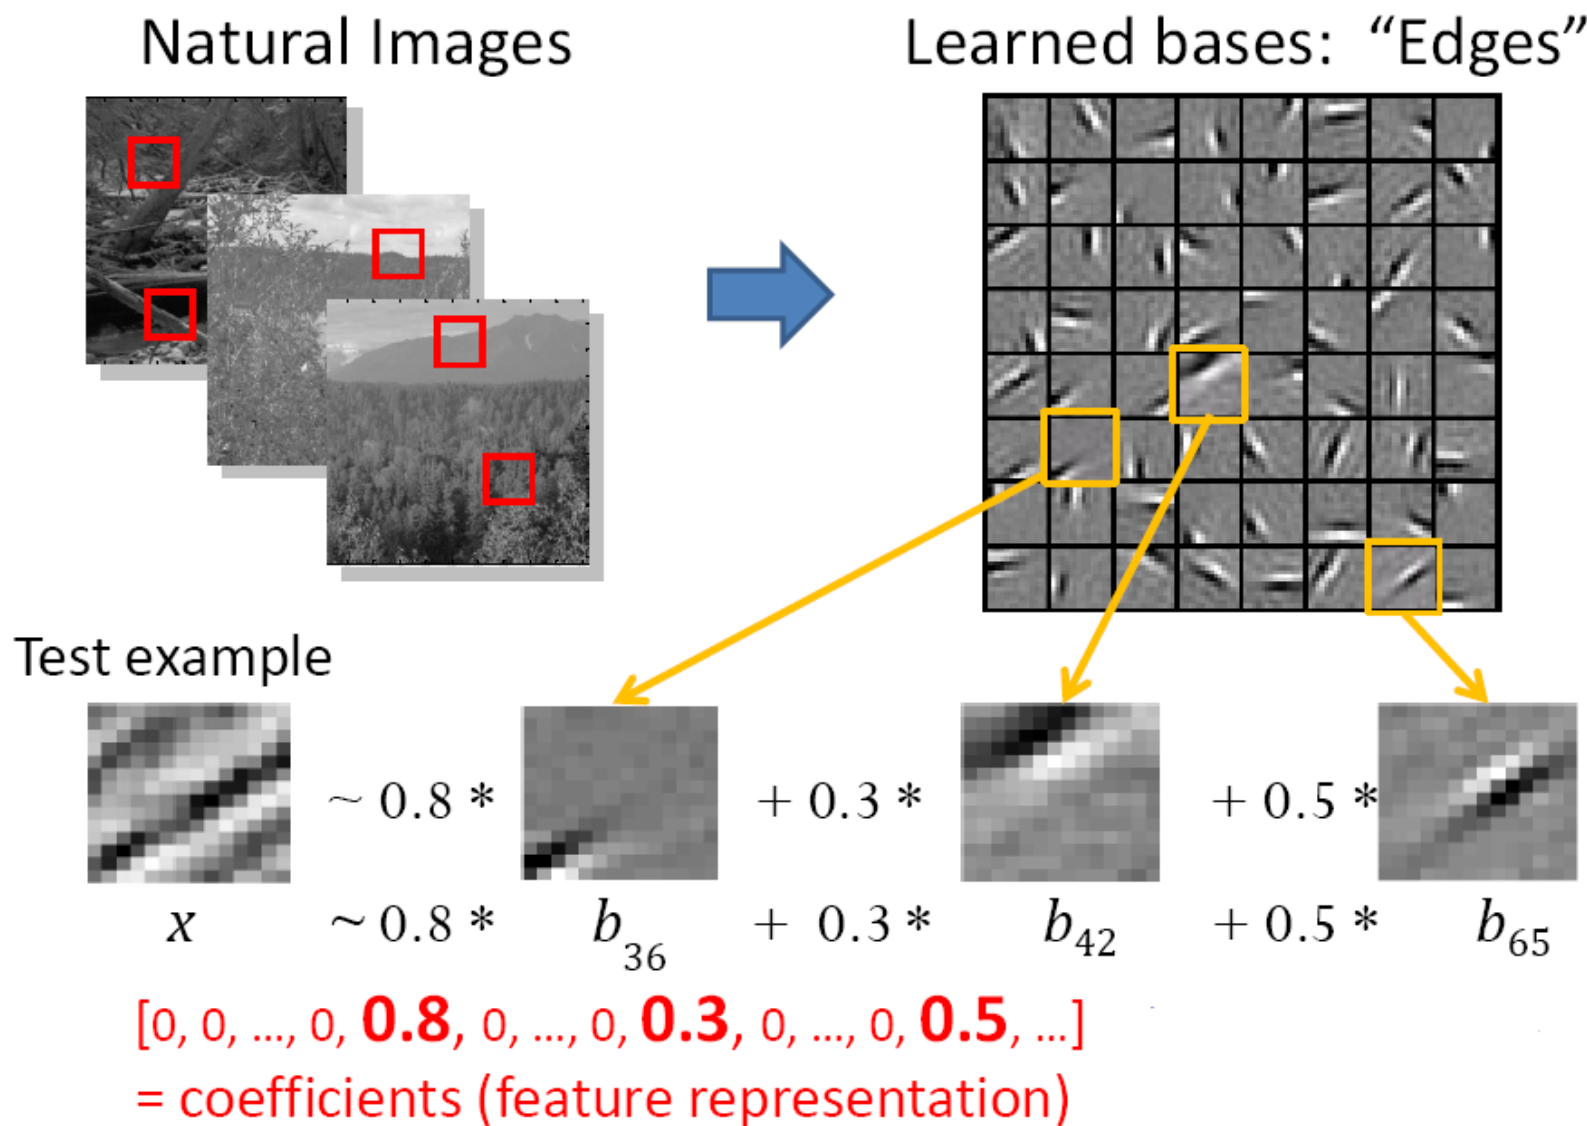 Natural Images
Learned bases: “Edges”
Test example
~ 0.8 * + 0.3 * + 0.5 *
x ~ 0.8 * b36 + 0.3 * b42 + 0.5 * b65
[0, 0, ..., 0, 0.8, 0, ..., 0, 0.3, 0, ..., 0, 0.5, ...]
= coefficients (feature representation)